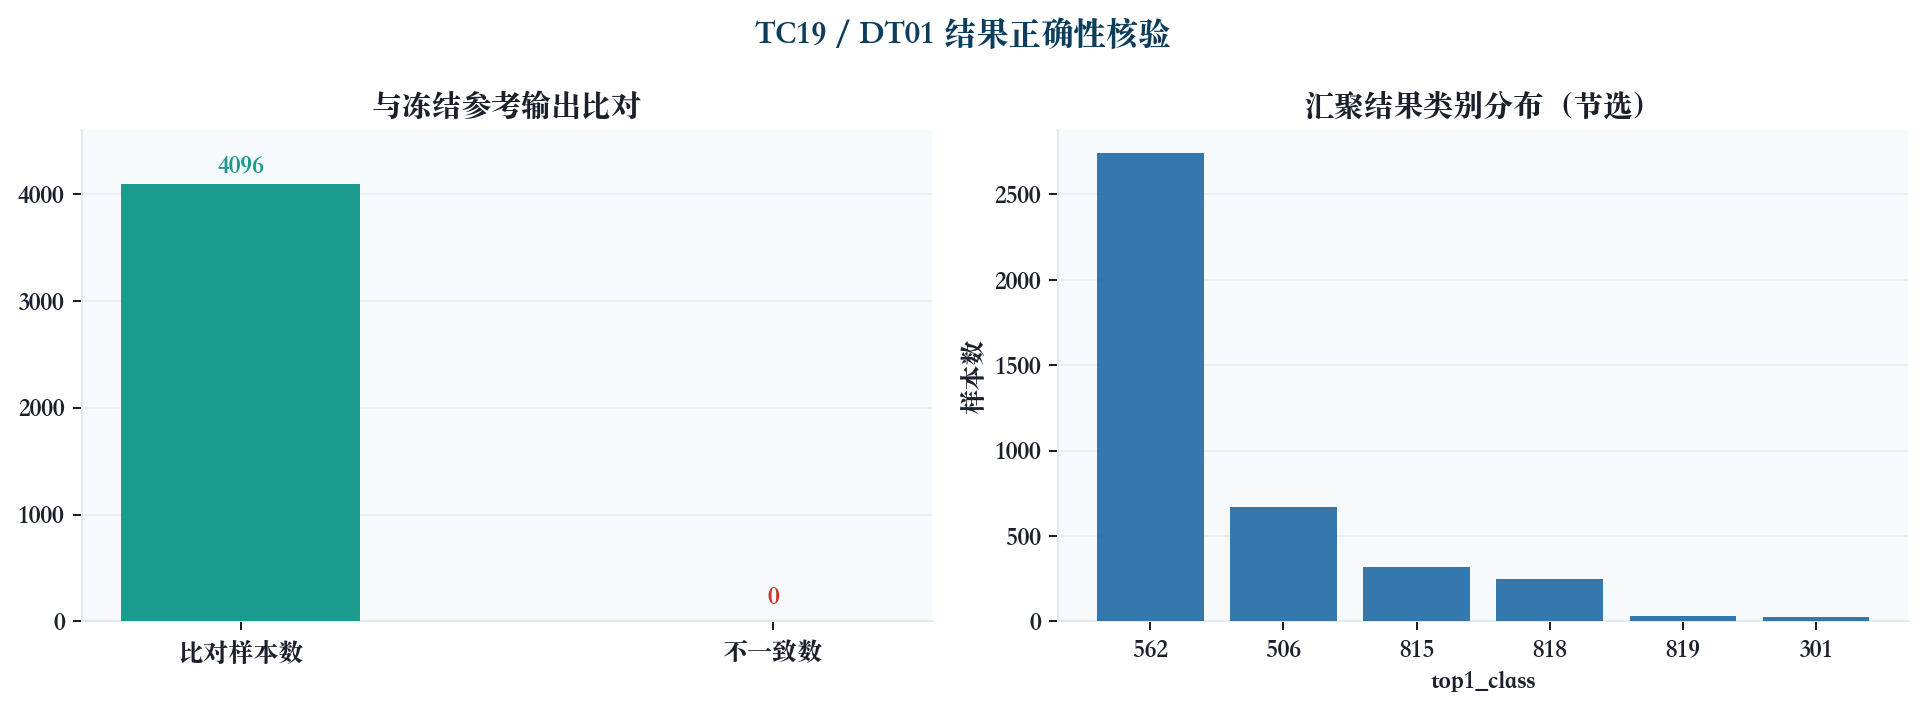 TC19 / DT01 结果正确性核验
与冻结参考输出比对
4096
4000
3000
2000
1000
0
0
比对样本数
不一致数
汇聚结果类别分布（节选）
样本数
2500
2000
1500
1000
500
0
562
506
815
818
819
301
top1_class